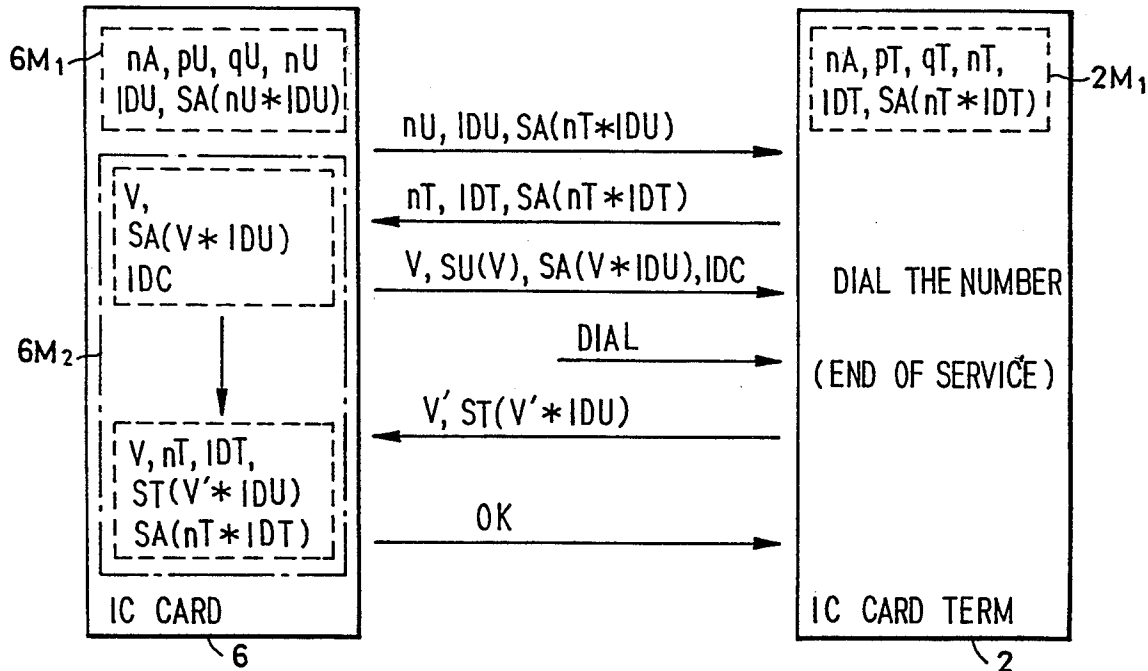 6M1
nA, pU, qU, nU
IDU, SA(nU*IDU)
nA, pT, qT, nT,
IDT, SA(nT*IDT)
2M1
nU, IDU, SA(nT*IDU)
nT, IDT, SA(nT*IDT)
V, SU(V), SA(V*IDU),IDC
DIAL
V', ST(V'*IDU)
OK
6M2
V,
SA(V*IDU)
IDC
V, nT, IDT,
ST(V'*IDU)
SA(nT*IDT)
DIAL THE NUMBER
(END OF SERVICE)
IC CARD
6
IC CARD TERM
2